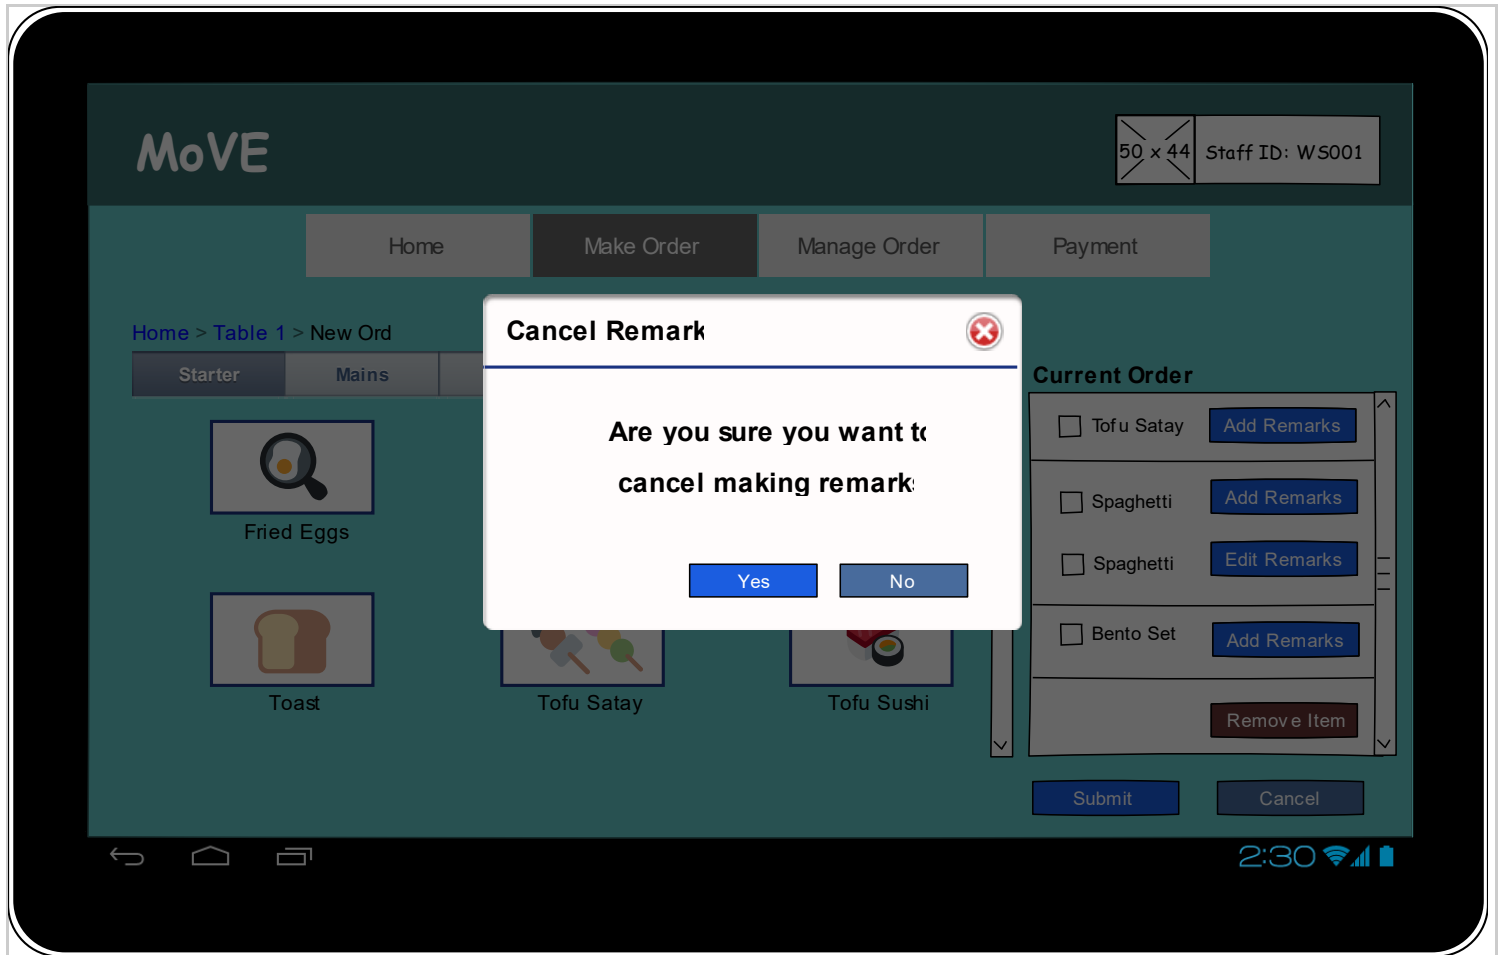 MoVE
50 x 44
Staff ID: WS001
Home
Make Order
Manage Order
Payment
Home > Table 1 > New Ord
Starter
Mains
Cancel Remark
Are you sure you want to
cancel making remarks
Yes
No
Fried Eggs
Toast
Tofu Satay
Tofu Sushi
Current Order
Tofu Satay
Add Remarks
Spaghetti
Add Remarks
Spaghetti
Edit Remarks
Bento Set
Add Remarks
Remove Item
Submit
Cancel
2:30